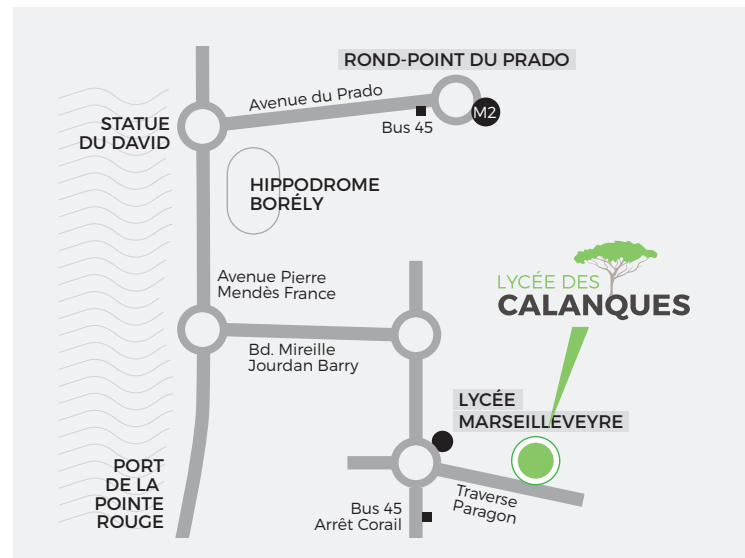 ROND-POINT DU PRADO
Avenue du Prado
M2
Bus 45
STATUE
DU DAVID
HIPPODROME
BORÉLY
Avenue Pierre
Mendès France
LYCÉE DES
CALANQUES
Bd. Mireille
Jourdan Barry
LYCÉE
MARSEILLEVEYRE
PORT
DE LA
POINTE
ROUGE
Traverse
Paragon
Bus 45
Arrêt Corail